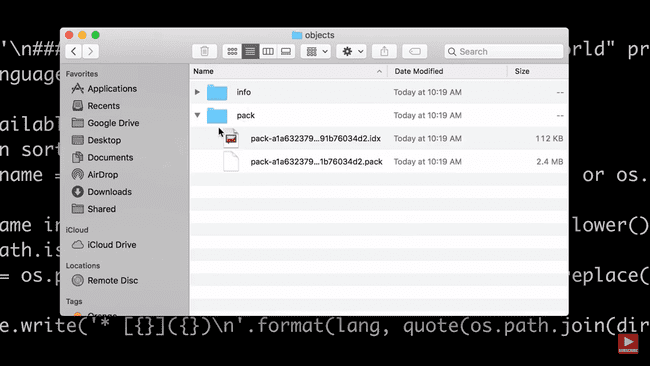 objects
'\n### orld" pr
Search
anguage
Favorites
Name Date Modified Size
Applications
info Today at 10:19 AM --
Recents
pack Today at 10:19 AM --
Google Drive
ailabl
Desktop
pack-a1a632379...91b76034d2.idx Today at 10:19 AM 112 KB
n sort
Documents
pack-a1a632379...1b76034d2.pack Today at 10:19 AM 2.4 MB
name = or os.
AirDrop
Downloads
Shared
ame in lower()
iCloud
iCloud Drive
ath.is
Locations
= os.p replace(
Remote Disc
Tags
Orange
e.write('* [{}]({})\n'.format(lang, quote(os.path.join(dir
SUBSCRIBE